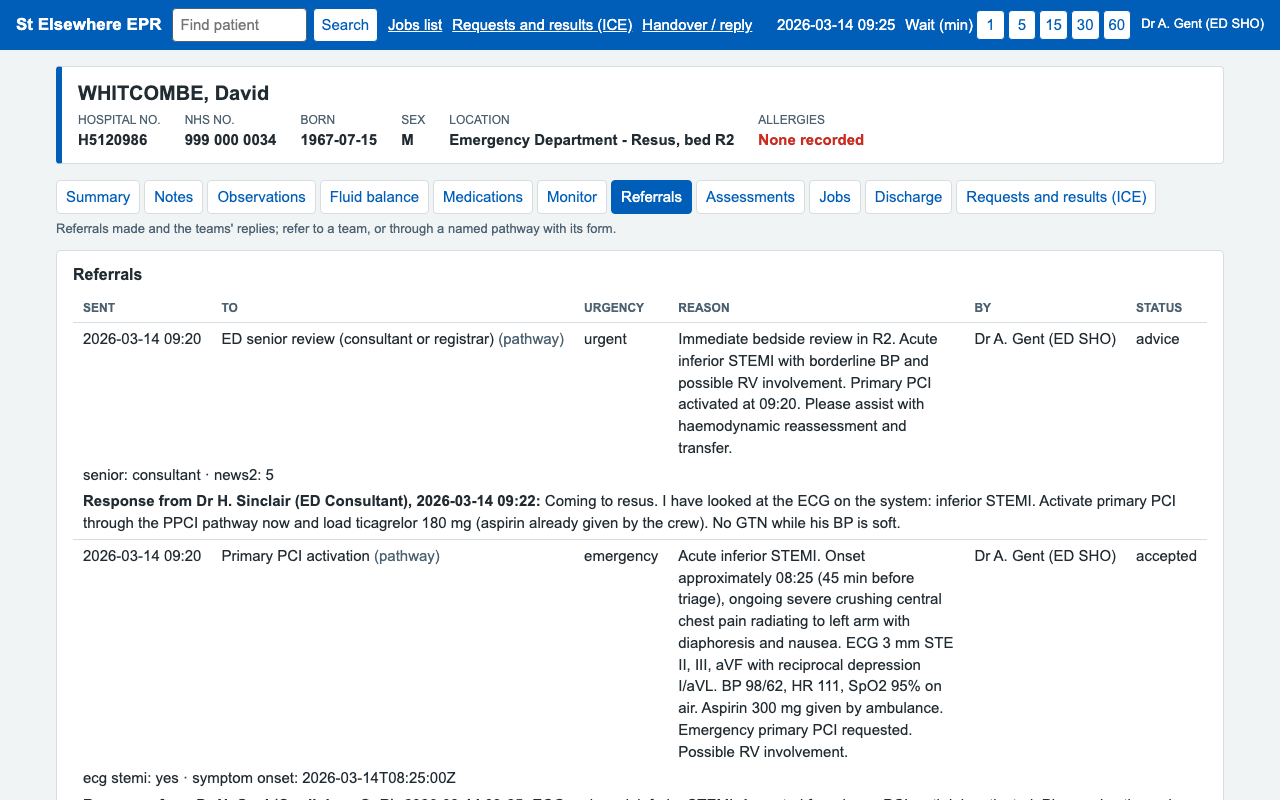 St Elsewhere EPR Find patient Search Jobs list Requests and results (ICE) Handover / reply 2026-03-14 09:25 Wait (min) 1 5 15 30 60 Dr A. Gent (ED SHO)
WHITCOMBE, David
HOSPITAL NO. NHS NO. BORN SEX LOCATION ALLERGIES
H5120986 999 000 0034 1967-07-15 M Emergency Department - Resus, bed R2 None recorded
Summary Notes Observations Fluid balance Medications Monitor Referrals Assessments Jobs Discharge Requests and results (ICE)
Referrals made and the teams' replies; refer to a team, or through a named pathway with its form.
Referrals
SENT TO URGENCY REASON BY STATUS
2026-03-14 09:20 ED senior review (consultant or registrar) (pathway) urgent Immediate bedside review in R2. Acute Dr A. Gent (ED SHO) advice
inferior STEMI with borderline BP and
possible RV involvement. Primary PCI
activated at 09:20. Please assist with
haemodynamic reassessment and
transfer.
senior: consultant · news2: 5
Response from Dr H. Sinclair (ED Consultant), 2026-03-14 09:22: Coming to resus. I have looked at the ECG on the system: inferior STEMI. Activate primary PCI
through the PPCI pathway now and load ticagrelor 180 mg (aspirin already given by the crew). No GTN while his BP is soft.
2026-03-14 09:20 Primary PCI activation (pathway) emergency Acute inferior STEMI. Onset Dr A. Gent (ED SHO) accepted
approximately 08:25 (45 min before
triage), ongoing severe crushing central
chest pain radiating to left arm with
diaphoresis and nausea. ECG 3 mm STE
II, III, aVF with reciprocal depression
I/aVL. BP 98/62, HR 111, SpO2 95% on
air. Aspirin 300 mg given by ambulance.
Emergency primary PCI requested.
Possible RV involvement.
ecg stemi: yes · symptom onset: 2026-03-14T08:25:00Z